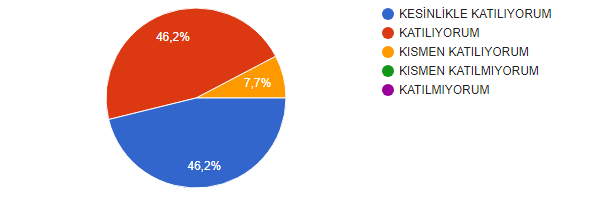 46,2%
7,7%
46,2%
KESİNLİKLE KATILIYORUM
KATILIYORUM
KISMEN KATILIYORUM
KISMEN KATILMIYORUM
KATILMIYORUM